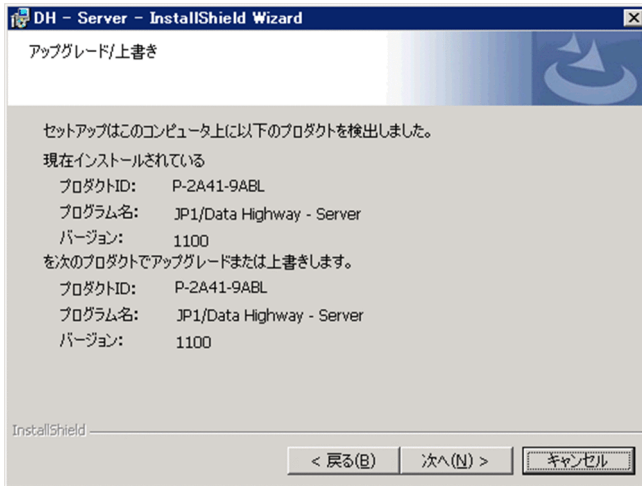 DH - Server - InstallShield Wizard
アップグレード/上書き
セットアップはこのコンピュータ上に以下のプロダクトを検出しました。
現在インストールされている
プロダクトID: P-2A41-9ABL
プログラム名: JP1/Data Highway - Server
バージョン: 1100
を次のプロダクトでアップグレードまたは上書きします。
プロダクトID: P-2A41-9ABL
プログラム名: JP1/Data Highway - Server
バージョン: 1100
InstallShield
< 戻る(B) 次へ(N) > キャンセル